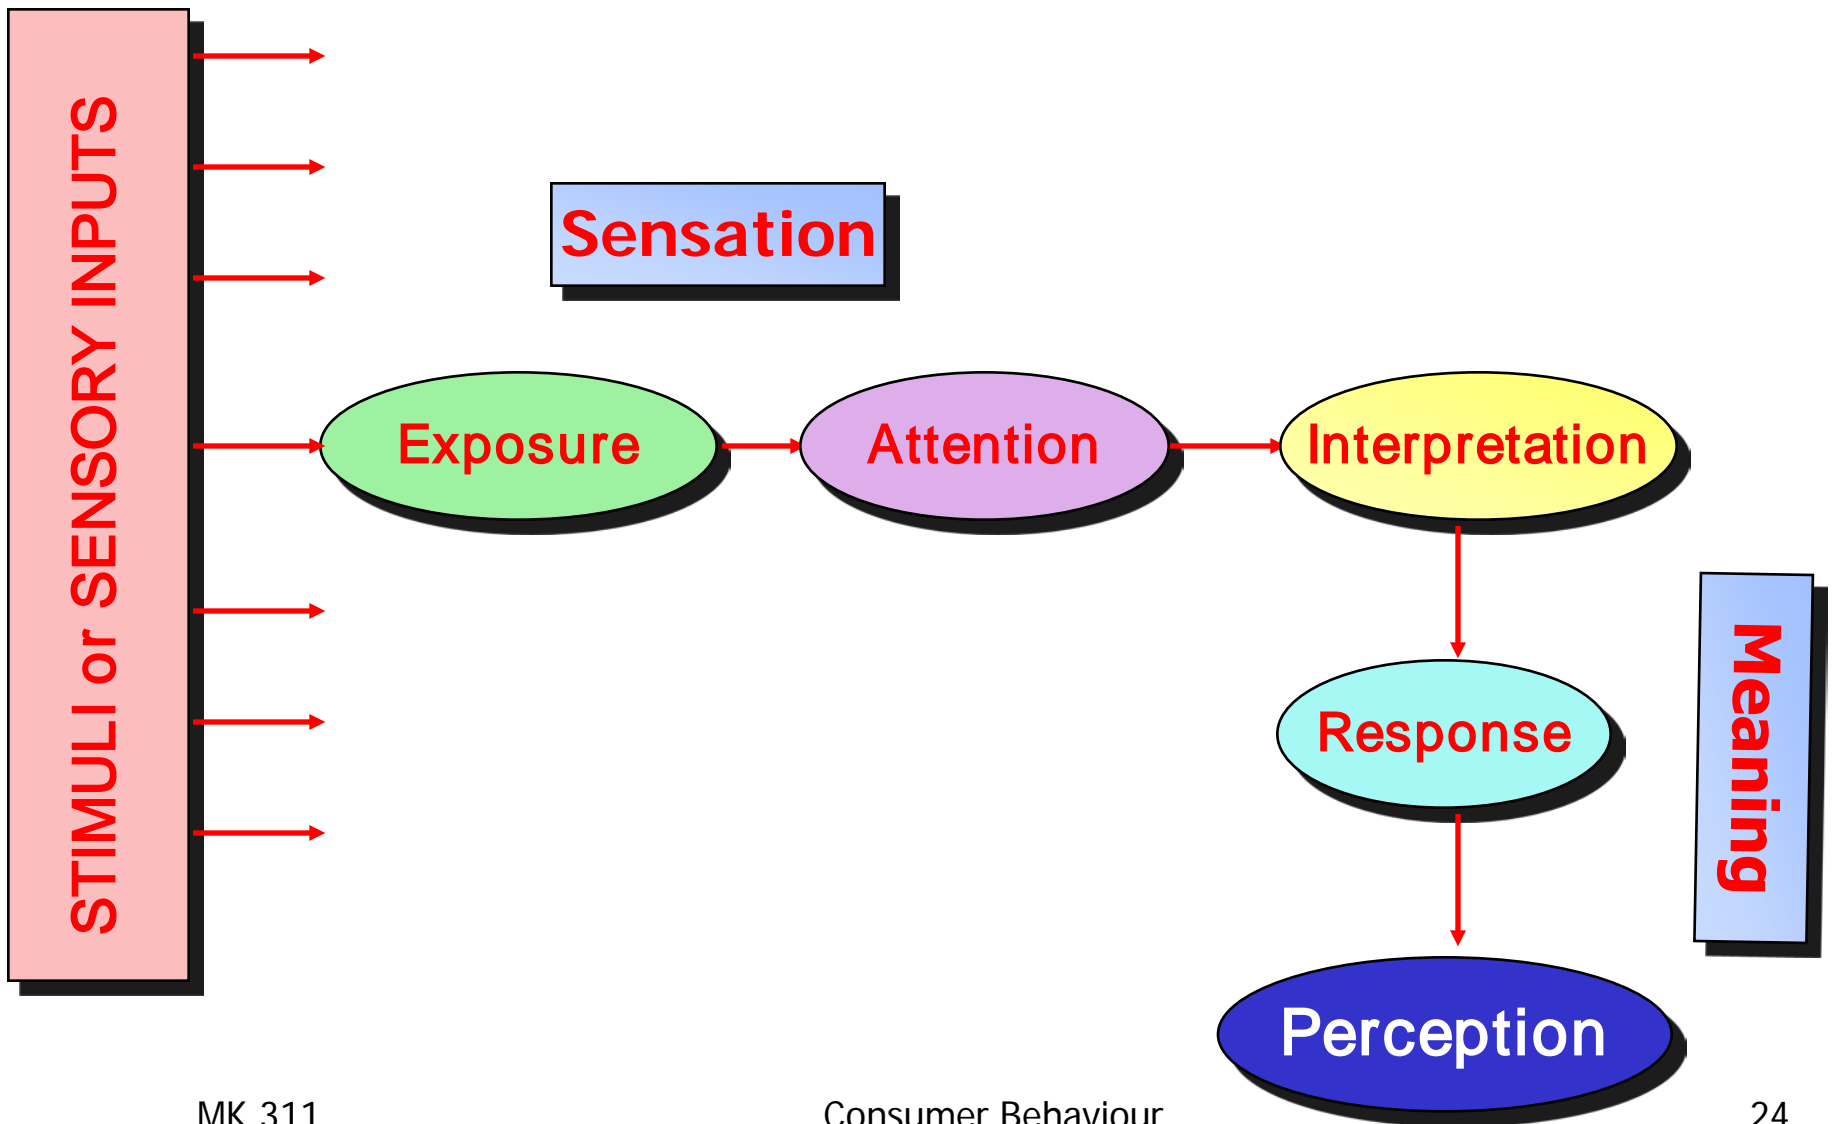 STIMULI or SENSORY INPUTS
Sensation
Exposure
Attention
Interpretation
Response
Meaning
Perception
MK 311
Consumer Behaviour
24